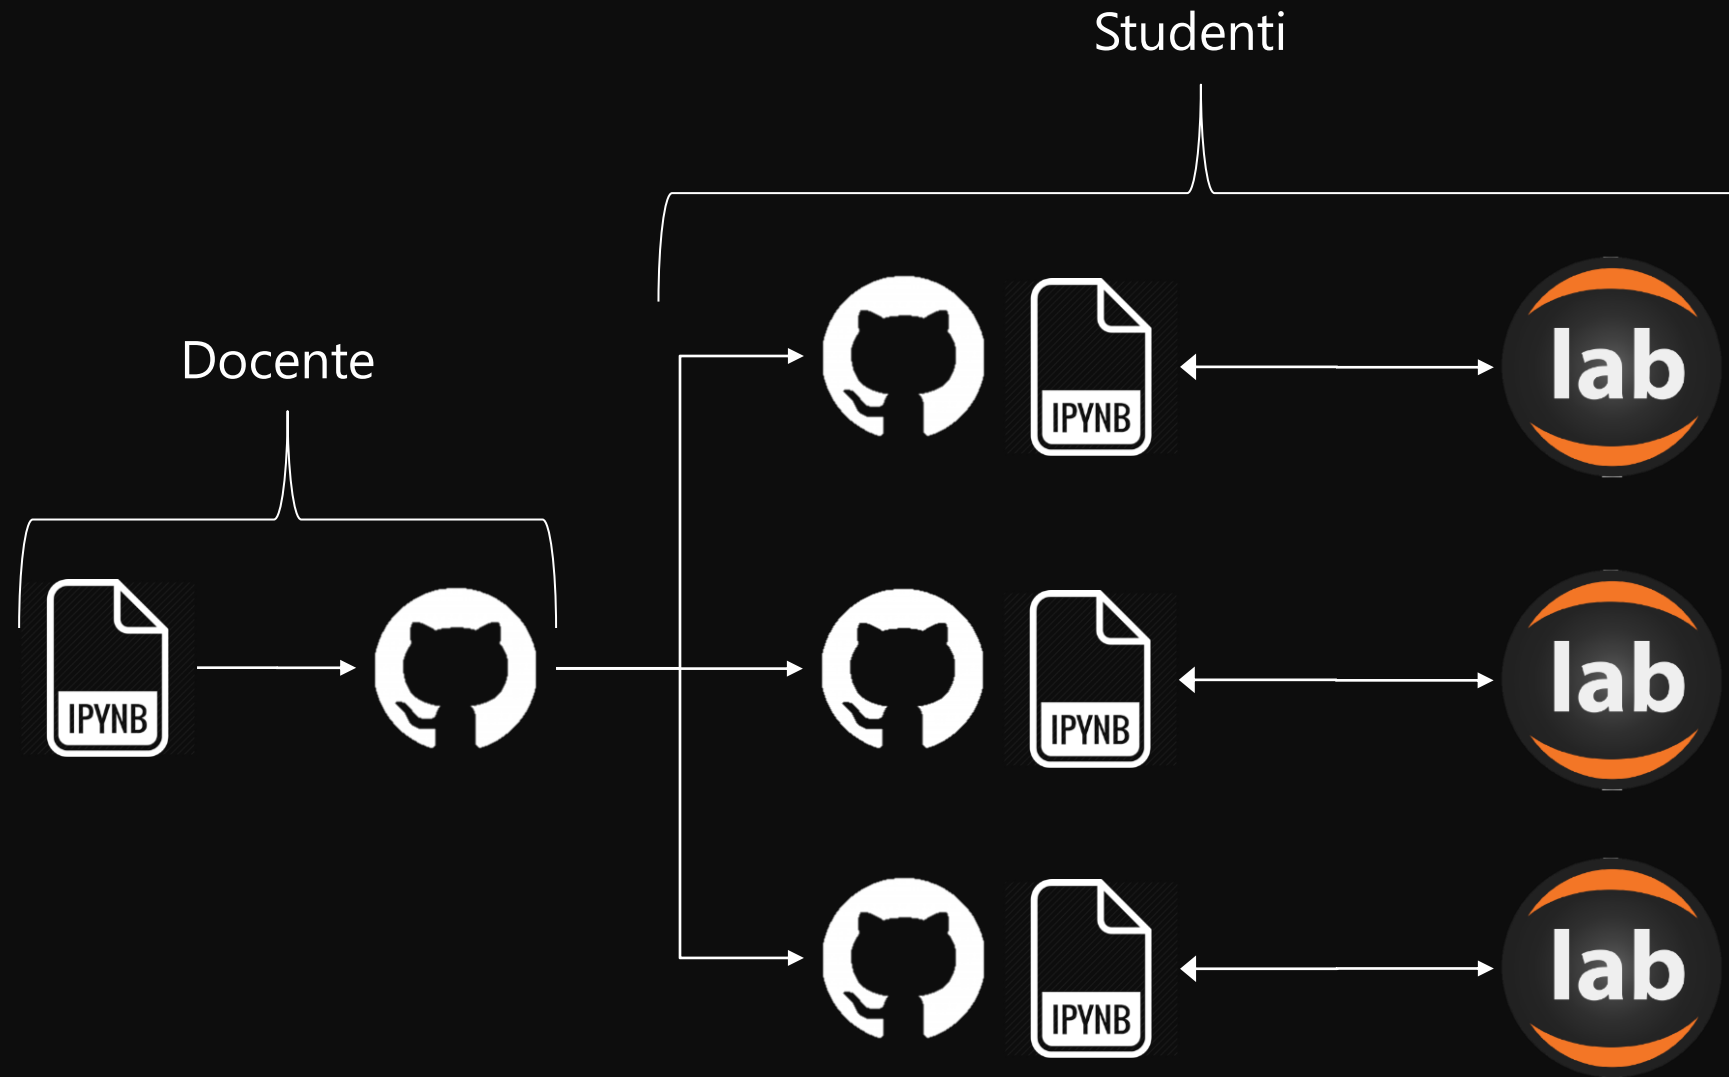 Studenti
Docente
IPYNB
lab
IPYNB
IPYNB
lab
IPYNB
lab